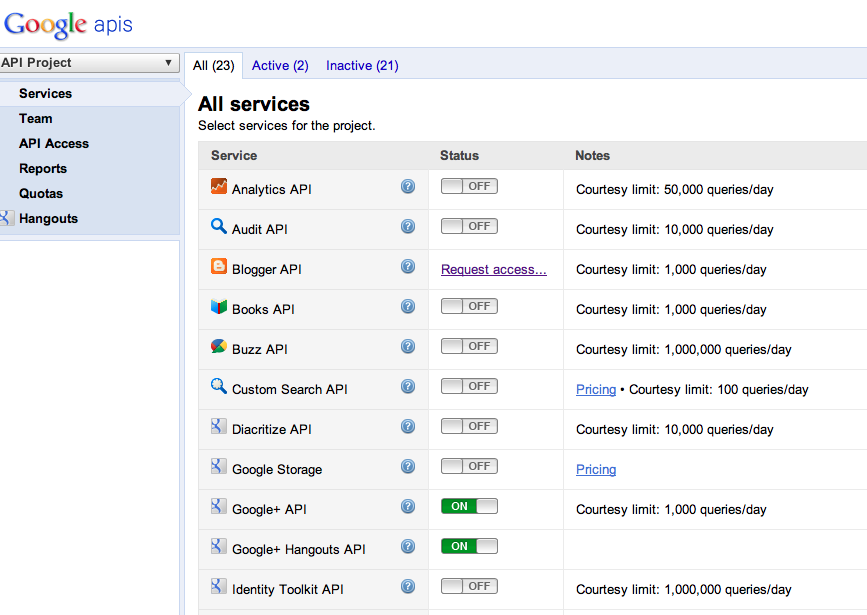 Google apis
API Project
Services
Team
API Access
Reports
Quotas
Hangouts
All (23) Active (2) Inactive (21)
All services
Select services for the project.
Service Status Notes
Analytics API ? OFF Courtesy limit: 50,000 queries/day
Audit API ? OFF Courtesy limit: 10,000 queries/day
Blogger API ? Request access... Courtesy limit: 1,000 queries/day
Books API ? OFF Courtesy limit: 1,000 queries/day
Buzz API ? OFF Courtesy limit: 1,000,000 queries/day
Custom Search API ? OFF Pricing • Courtesy limit: 100 queries/day
Diacritize API ? OFF Courtesy limit: 10,000 queries/day
Google Storage ? OFF Pricing
Google+ API ? ON Courtesy limit: 1,000 queries/day
Google+ Hangouts API ? ON
Identity Toolkit API ? OFF Courtesy limit: 1,000,000 queries/day